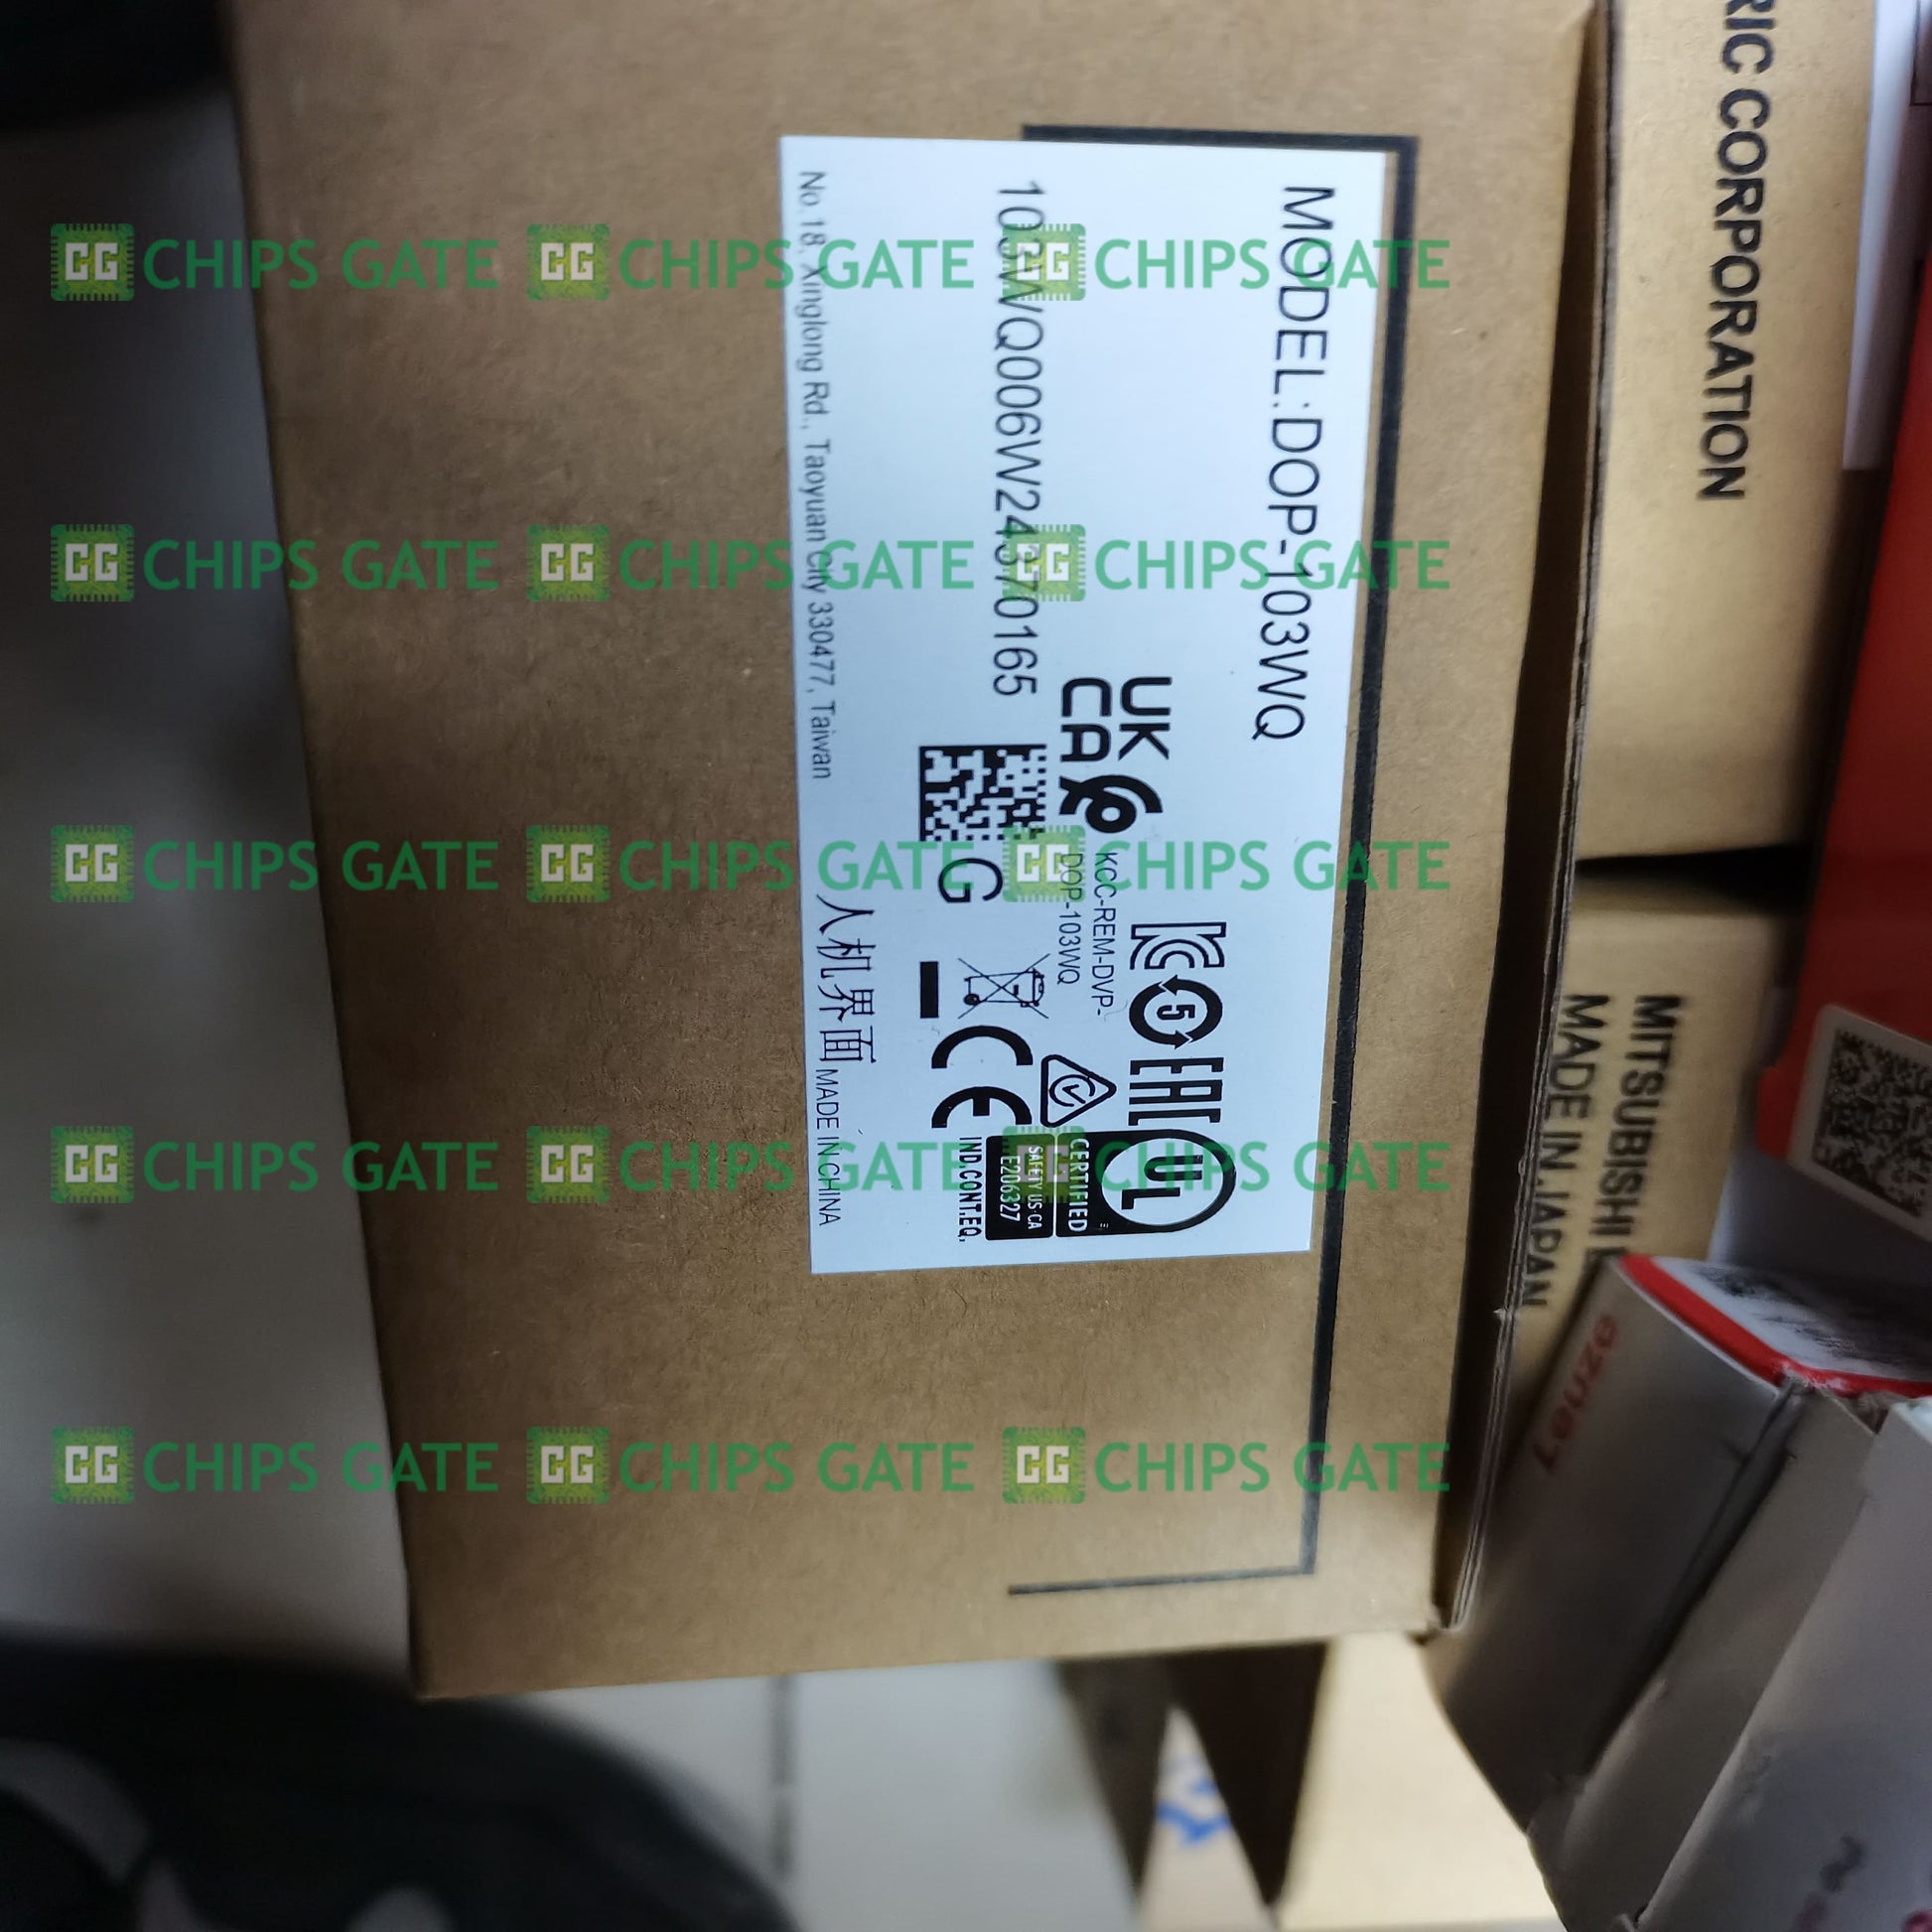 MODEL:DOP-103WQ
103WQ006W24370165
UK
CA
KCC-REM-DVP-
DOP-103WQ
5
EAC
UL
CERTIFIED
SAFETY US-CA
E206327
IND.CONT.EQ.
CE
G
No.18, Xinglong Rd., Taoyuan City 330477, Taiwan
人机界面 MADE IN CHINA
RIC CORPORATION
MITSUBISHI E
MADE IN JAPAN
Leuze
CG CHIPS GATE CG CHIPS GATE CG CHIPS GATE
CG CHIPS GATE CG CHIPS GATE CG CHIPS GATE
CG CHIPS GATE CG CHIPS GATE CG CHIPS GATE
CG CHIPS GATE CG CHIPS GATE CG CHIPS GATE
CG CHIPS GATE CG CHIPS GATE CG CHIPS GATE